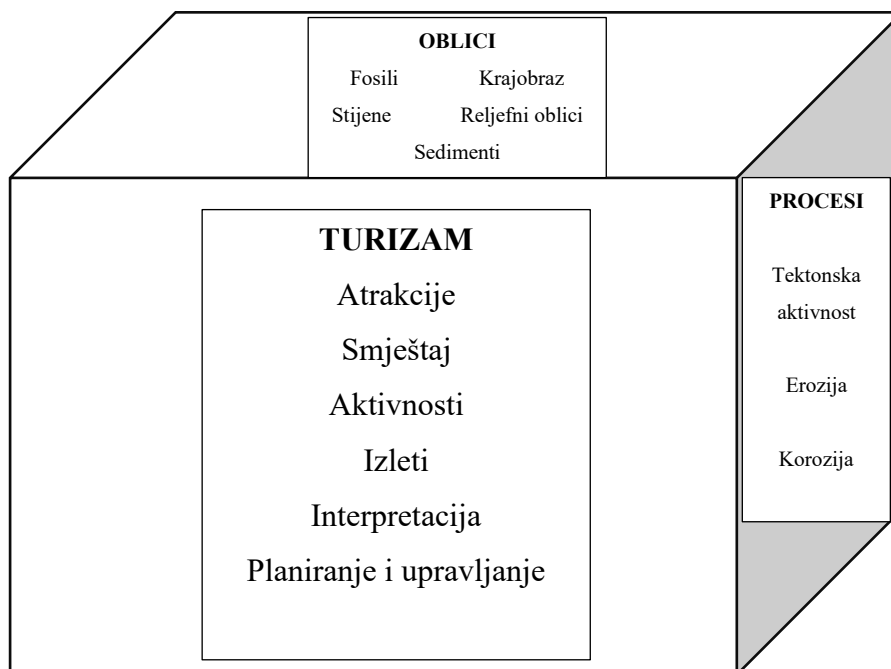 OBLICI
Fosili Krajobraz
Stijene Reljefni oblici
Sedimenti
TURIZAM
Atrakcije
Smještaj
Aktivnosti
Izleti
Interpretacija
Planiranje i upravljanje
PROCESI
Tektonska
aktivnost
Erozija
Korozija